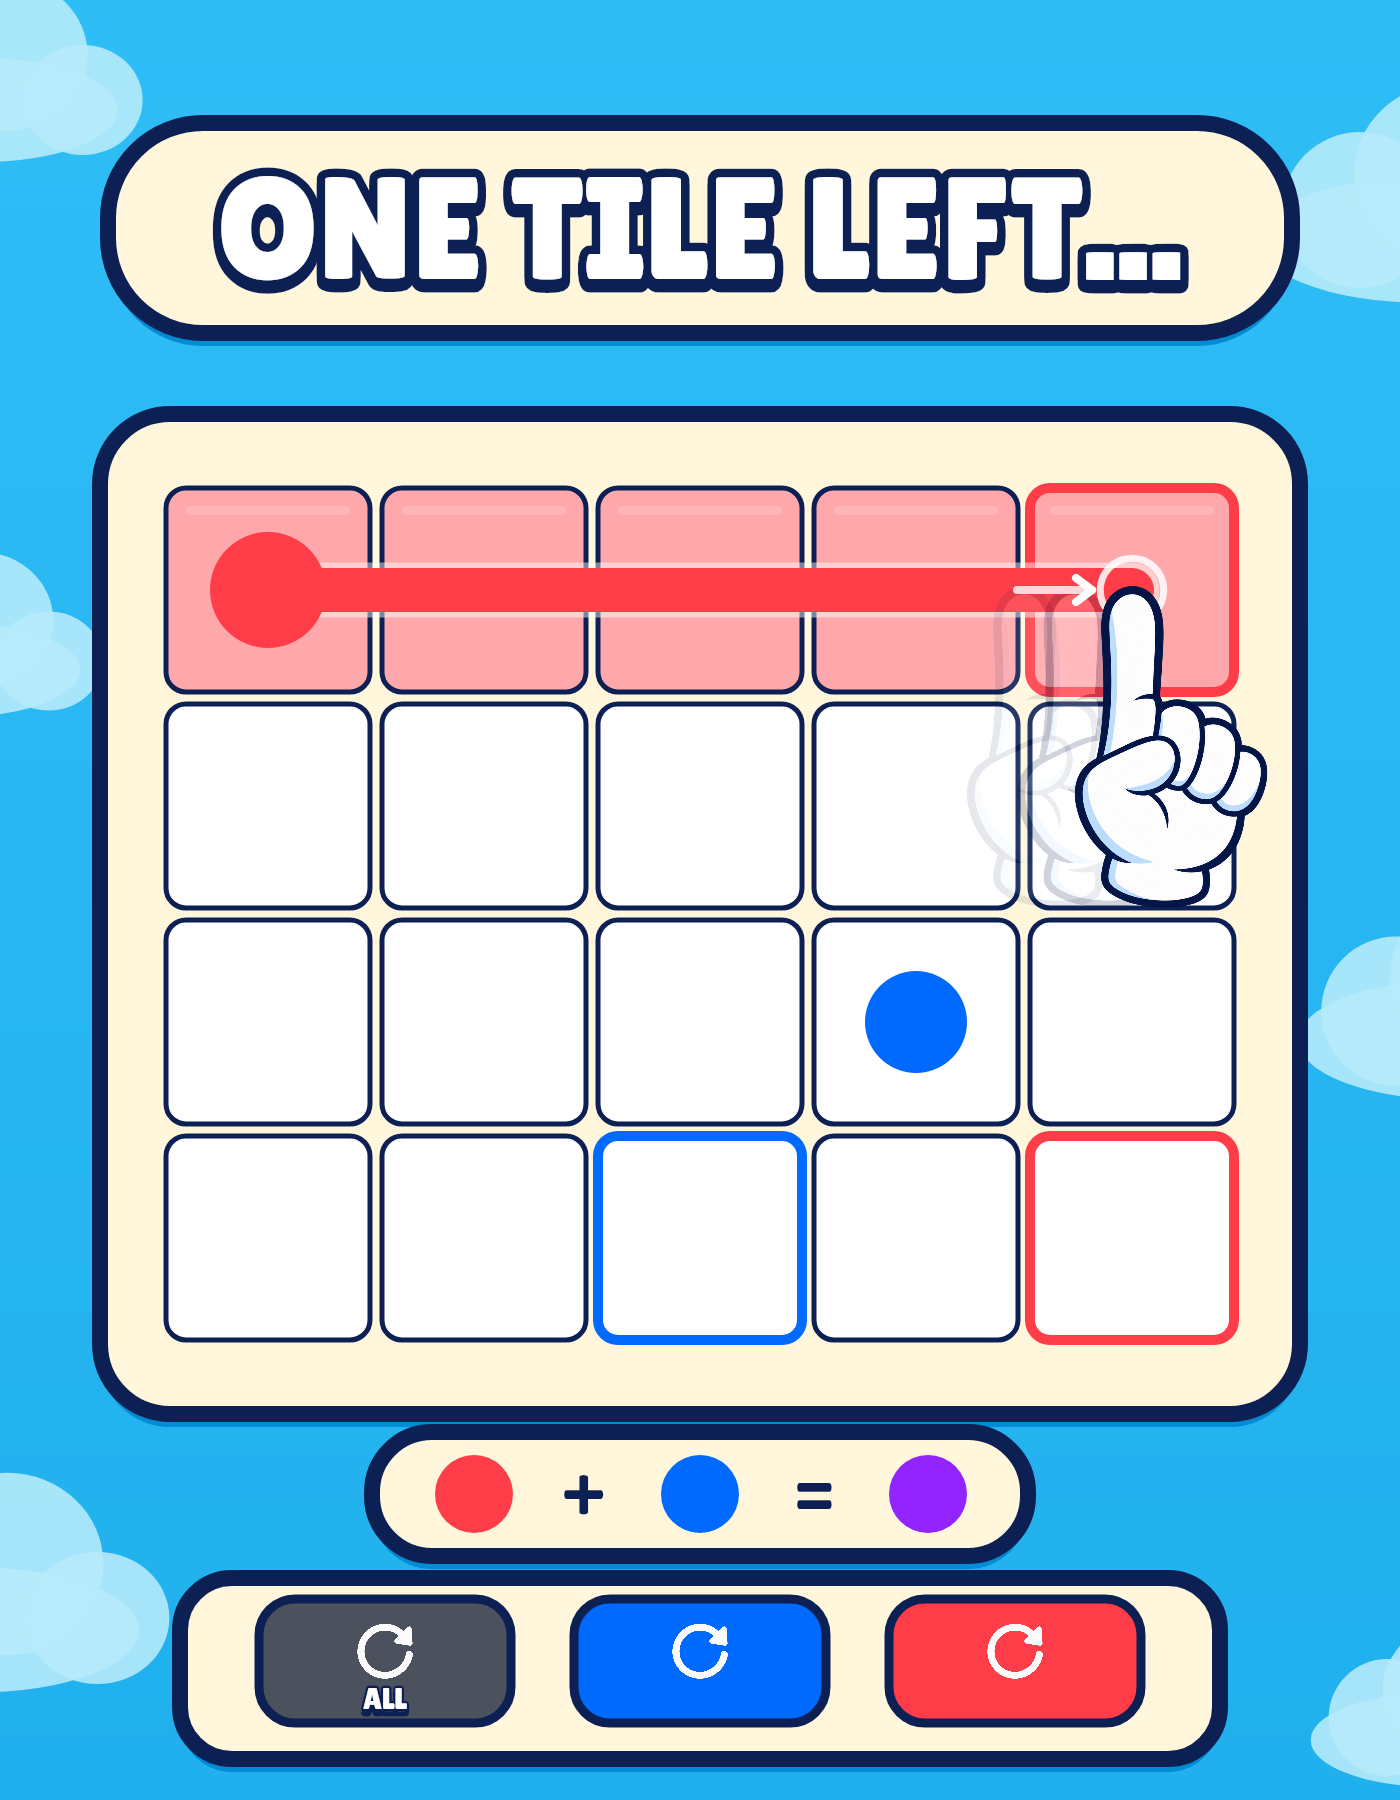 ONE TILE LEFT...
+ =
ALL